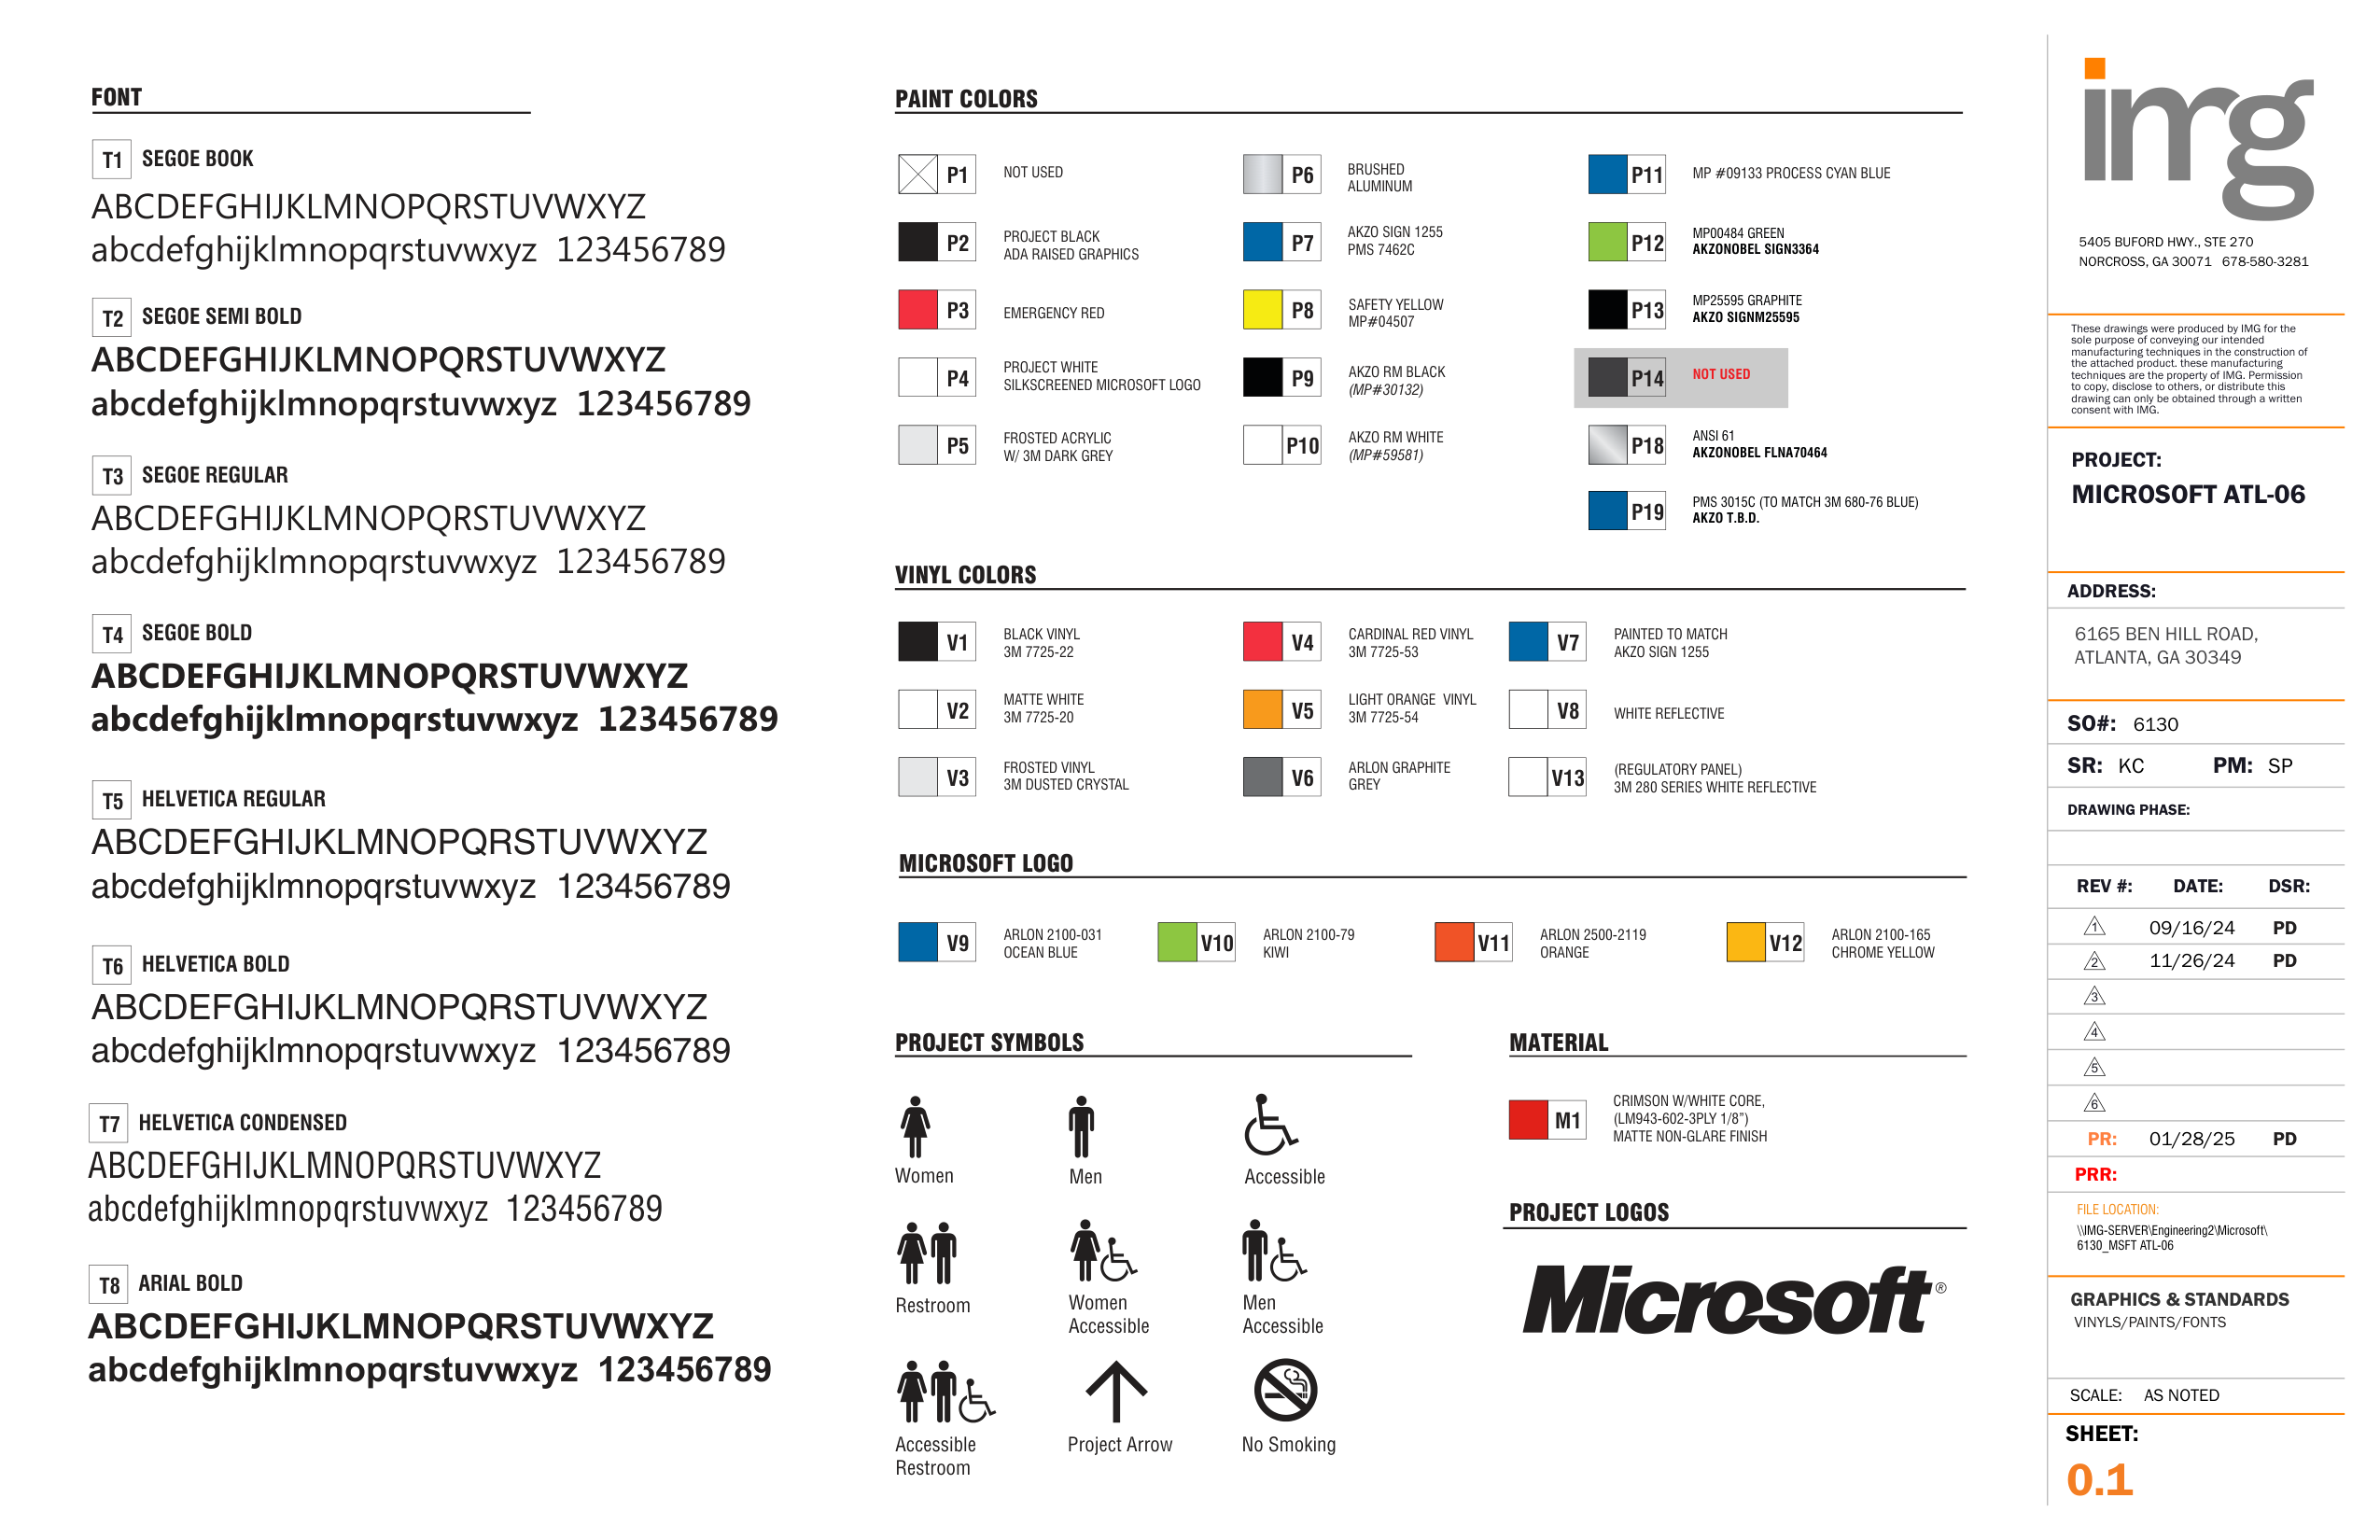 FONT
T1 SEGOE BOOK
ABCDEFGHIJKLMNOPQRSTUVWXYZ
abcdefghijklmnopqrstuvwxyz 123456789
T2 SEGOE SEMI BOLD
ABCDEFGHIJKLMNOPQRSTUVWXYZ
abcdefghijklmnopqrstuvwxyz 123456789
T3 SEGOE REGULAR
ABCDEFGHIJKLMNOPQRSTUVWXYZ
abcdefghijklmnopqrstuvwxyz 123456789
T4 SEGOE BOLD
ABCDEFGHIJKLMNOPQRSTUVWXYZ
abcdefghijklmnopqrstuvwxyz 123456789
T5 HELVETICA REGULAR
ABCDEFGHIJKLMNOPQRSTUVWXYZ
abcdefghijklmnopqrstuvwxyz 123456789
T6 HELVETICA BOLD
ABCDEFGHIJKLMNOPQRSTUVWXYZ
abcdefghijklmnopqrstuvwxyz 123456789
T7 HELVETICA CONDENSED
ABCDEFGHIJKLMNOPQRSTUVWXYZ
abcdefghijklmnopqrstuvwxyz 123456789
T8 ARIAL BOLD
ABCDEFGHIJKLMNOPQRSTUVWXYZ
abcdefghijklmnopqrstuvwxyz 123456789
PAINT COLORS
P1 NOT USED
P2 PROJECT BLACK
ADA RAISED GRAPHICS
P3 EMERGENCY RED
P4 PROJECT WHITE
SILKSCREENED MICROSOFT LOGO
P5 FROSTED ACRYLIC
W/ 3M DARK GREY
P6 BRUSHED
ALUMINUM
P7 AKZO SIGN 1255
PMS 7462C
P8 SAFETY YELLOW
MP#04507
P9 AKZO RM BLACK
(MP#30132)
P10 AKZO RM WHITE
(MP#59581)
P11 MP #09133 PROCESS CYAN BLUE
P12 MP00484 GREEN
AKZONOBEL SIGN3364
P13 MP25595 GRAPHITE
AKZO SIGNM25595
P14 NOT USED
P18 ANSI 61
AKZONOBEL FLNA70464
P19 PMS 3015C (TO MATCH 3M 680-76 BLUE)
AKZO T.B.D.
VINYL COLORS
V1 BLACK VINYL
3M 7725-22
V2 MATTE WHITE
3M 7725-20
V3 FROSTED VINYL
3M DUSTED CRYSTAL
V4 CARDINAL RED VINYL
3M 7725-53
V5 LIGHT ORANGE VINYL
3M 7725-54
V6 ARLON GRAPHITE
GREY
V7 PAINTED TO MATCH
AKZO SIGN 1255
V8 WHITE REFLECTIVE
V13 (REGULATORY PANEL)
3M 280 SERIES WHITE REFLECTIVE
MICROSOFT LOGO
V9 ARLON 2100-031
OCEAN BLUE
V10 ARLON 2100-79
KIWI
V11 ARLON 2500-2119
ORANGE
V12 ARLON 2100-165
CHROME YELLOW
PROJECT SYMBOLS
Women
Men
Accessible
Restroom
Women
Accessible
Men
Accessible
Accessible
Restroom
Project Arrow
No Smoking
MATERIAL
M1 CRIMSON W/WHITE CORE,
(LM943-602-3PLY 1/8")
MATTE NON-GLARE FINISH
PROJECT LOGOS
Microsoft®
img
5405 BUFORD HWY., STE 270
NORCROSS, GA 30071 678-580-3281
These drawings were produced by IMG for the
sole purpose of conveying our intended
manufacturing techniques in the construction of
the attached product. these manufacturing
techniques are the property of IMG. Permission
to copy, disclose to others, or distribute this
drawing can only be obtained through a written
consent with IMG.
PROJECT:
MICROSOFT ATL-06
ADDRESS:
6165 BEN HILL ROAD,
ATLANTA, GA 30349
SO#: 6130
SR: KC PM: SP
DRAWING PHASE:
REV #: DATE: DSR:
1 09/16/24 PD
2 11/26/24 PD
3
4
5
6
PR: 01/28/25 PD
PRR:
FILE LOCATION:
\\IMG-SERVER\Engineering2\Microsoft\
6130_MSFT ATL-06
GRAPHICS & STANDARDS
VINYLS/PAINTS/FONTS
SCALE: AS NOTED
SHEET:
0.1